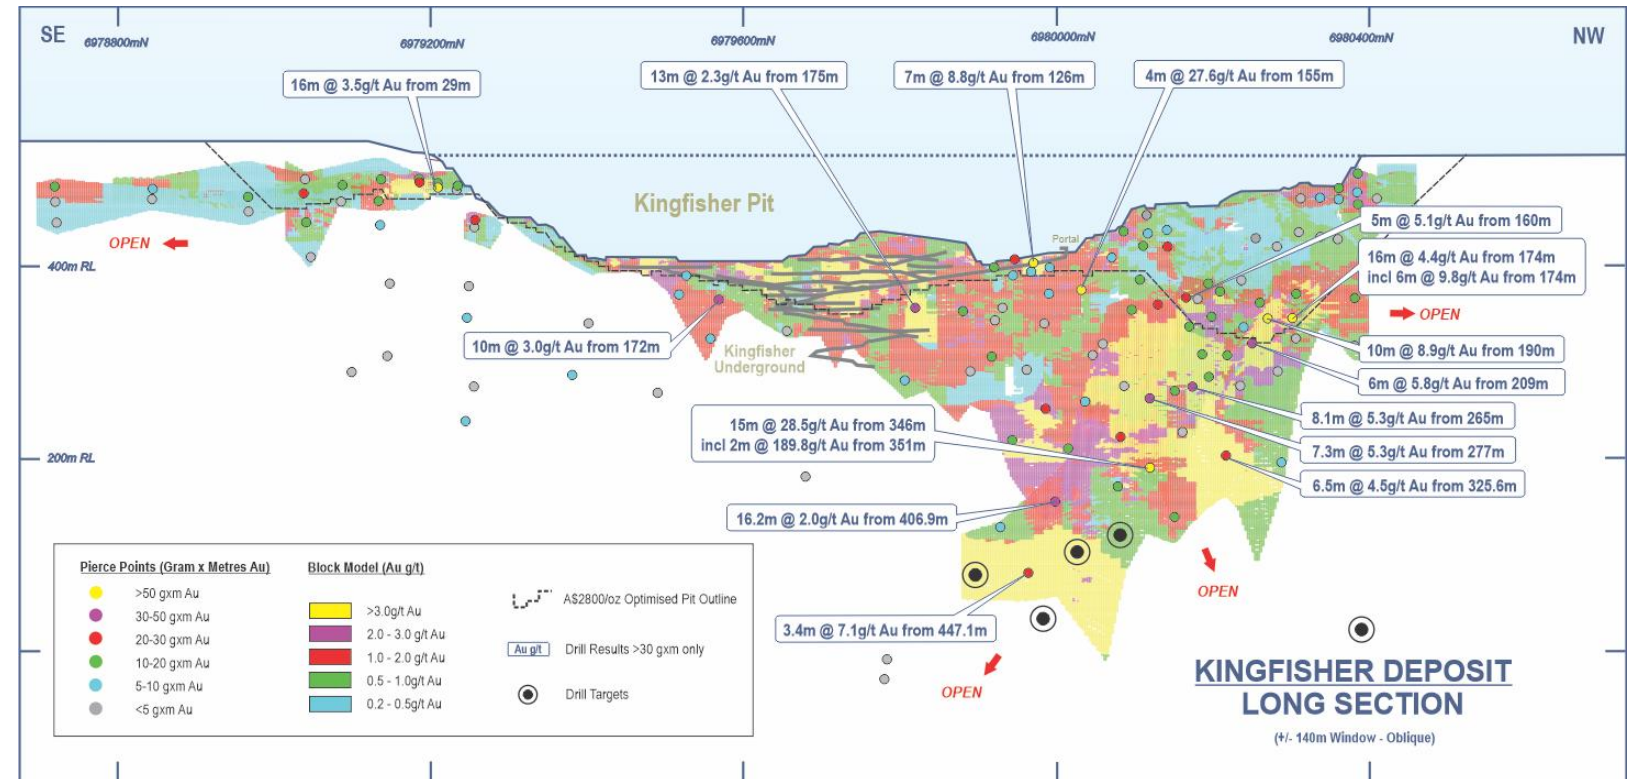 SE
6978800mN
6979200mN
6979600mN
6980000mN
6980400mN
NW
16m @ 3.5g/t Au from 29m
13m @ 2.3g/t Au from 175m
7m @ 8.8g/t Au from 126m
4m @ 27.6g/t Au from 155m
Kingfisher Pit
Portal
5m @ 5.1g/t Au from 160m
OPEN
16m @ 4.4g/t Au from 174m
incl 6m @ 9.8g/t Au from 174m
400m RL
OPEN
10m @ 3.0g/t Au from 172m
Kingfisher
Underground
10m @ 8.9g/t Au from 190m
6m @ 5.8g/t Au from 209m
8.1m @ 5.3g/t Au from 265m
15m @ 28.5g/t Au from 346m
incl 2m @ 189.8g/t Au from 351m
7.3m @ 5.3g/t Au from 277m
200m RL
6.5m @ 4.5g/t Au from 325.6m
16.2m @ 2.0g/t Au from 406.9m
OPEN
3.4m @ 7.1g/t Au from 447.1m
OPEN
Pierce Points (Gram x Metres Au)
>50 gxm Au
30-50 gxm Au
20-30 gxm Au
10-20 gxm Au
5-10 gxm Au
<5 gxm Au
Block Model (Au g/t)
>3.0g/t Au
2.0 - 3.0 g/t Au
1.0 - 2.0 g/t Au
0.5 - 1.0g/t Au
0.2 - 0.5g/t Au
A$2800/oz Optimised Pit Outline
Au g/t
Drill Results >30 gxm only
Drill Targets
KINGFISHER DEPOSIT
LONG SECTION
(+/- 140m Window - Oblique)